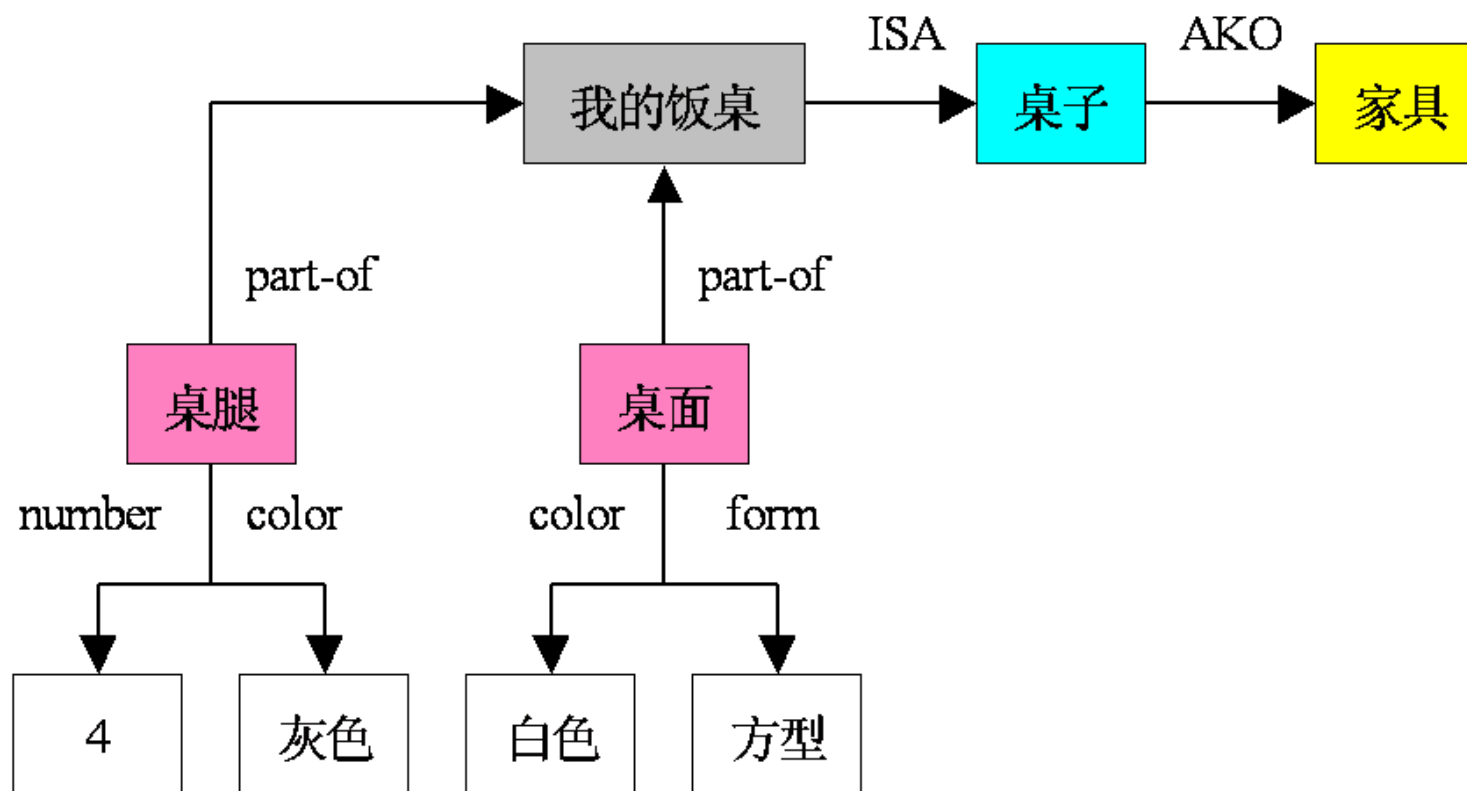 ISA
AKO
我的饭桌
桌子
家具
part-of
part-of
桌腿
桌面
number
color
color
form
4
灰色
白色
方型